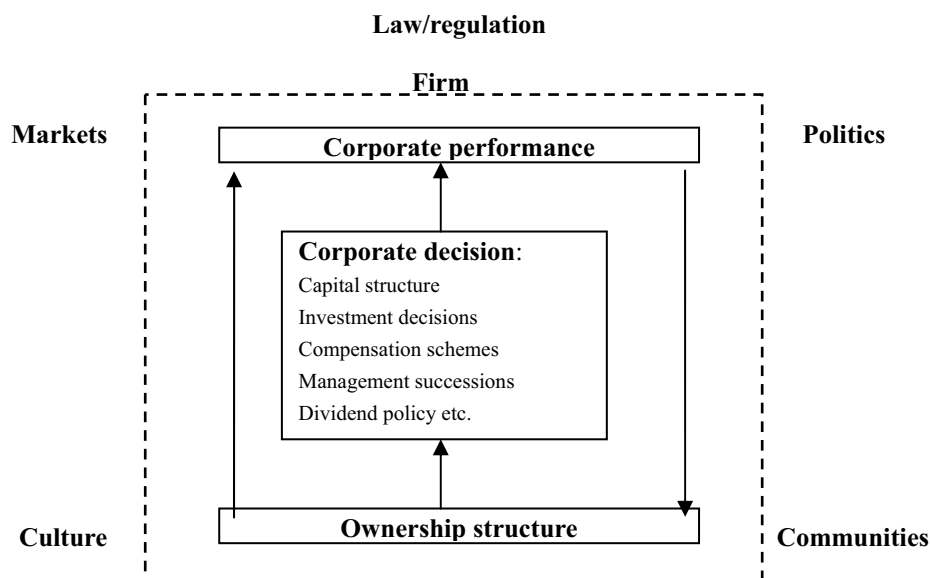 Law/regulation
Firm
Markets
Politics
Corporate performance
Corporate decision:
Capital structure
Investment decisions
Compensation schemes
Management successions
Dividend policy etc.
Ownership structure
Culture
Communities